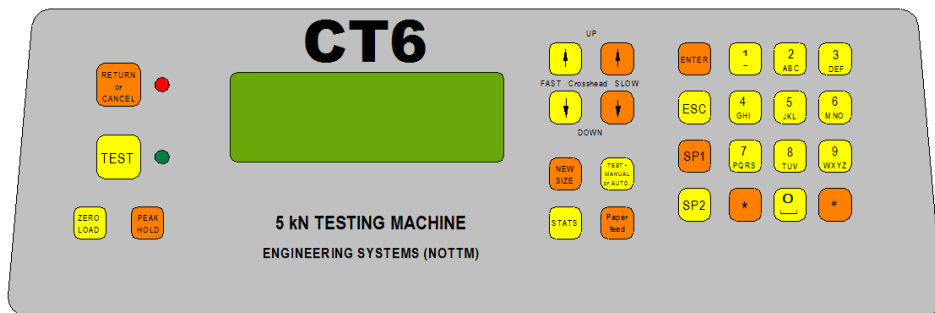 CT6
RETURN
or
CANCEL
TEST
ZERO
LOAD
PEAK
HOLD
5 kN TESTING MACHINE
ENGINEERING SYSTEMS (NOTTM)
UP
FAST Crosshead SLOW
DOWN
NEW
SIZE
TEST -
MANUAL
or AUTO.
STATS
Paper
feed
ENTER
1
-
2
ABC
3
DEF
ESC
4
GHI
5
JKL
6
MNO
SP1
7
PQRS
8
TUV
9
WXYZ
SP2
*
O
#